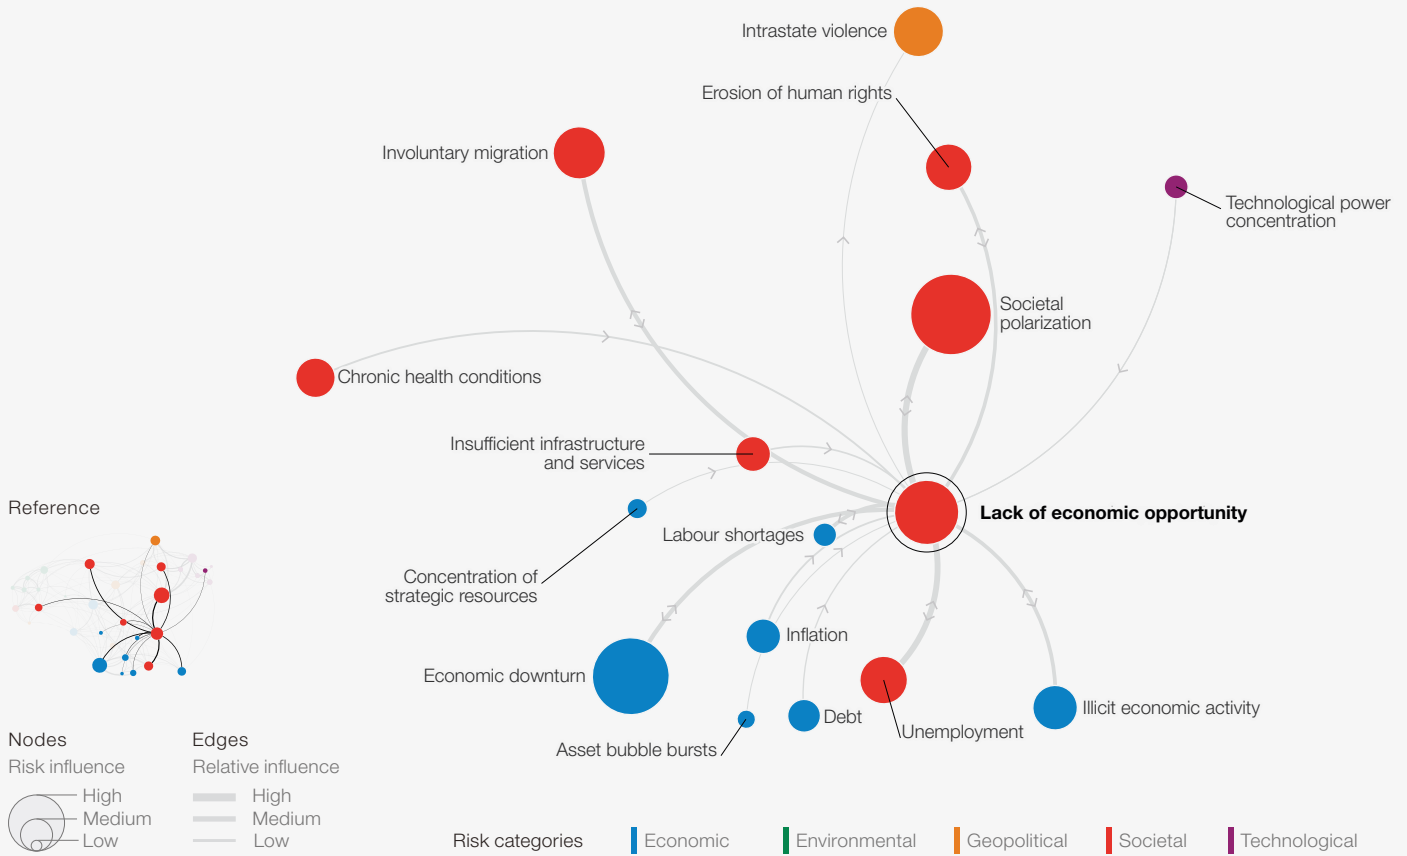 Intrastate violence
Erosion of human rights
Involuntary migration
Technological power
concentration
Societal
polarization
Chronic health conditions
Insufficient infrastructure
and services
Reference
Lack of economic opportunity
Labour shortages
Concentration of
strategic resources
Inflation
Economic downturn
Debt
Illicit economic activity
Unemployment
Asset bubble bursts
Nodes
Risk influence
High
Medium
Low
Edges
Relative influence
High
Medium
Low
Risk categories
Economic
Environmental
Geopolitical
Societal
Technological